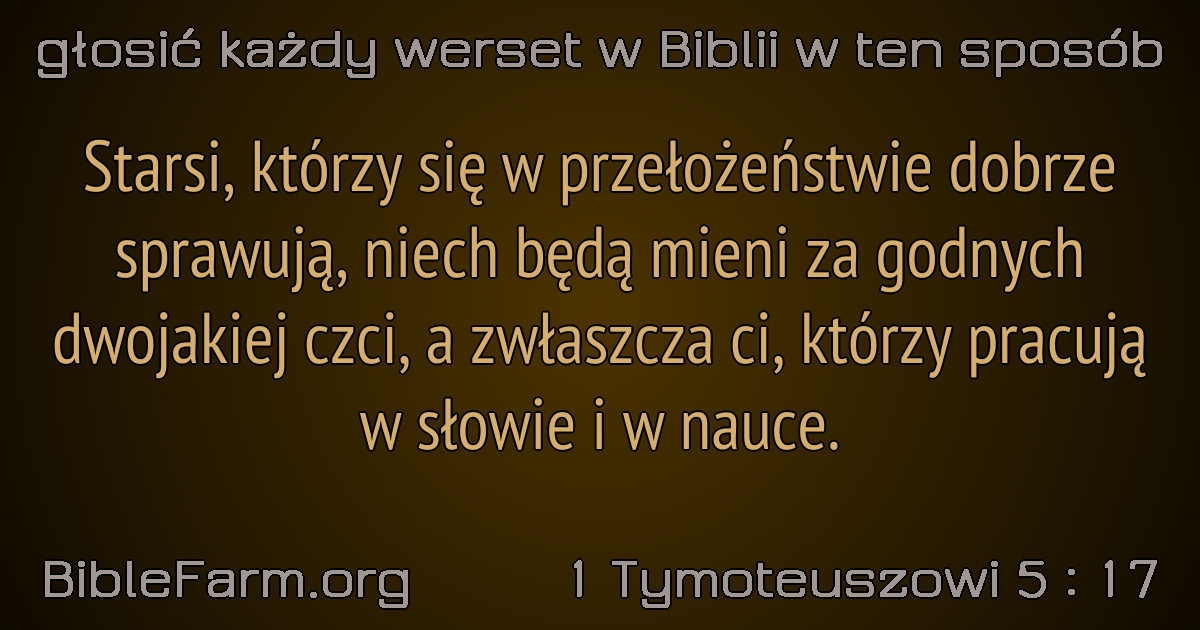 głosić każdy werset w Biblii w ten sposób
Starsi, którzy się w przełożeństwie dobrze
sprawują, niech będą mieni za godnych
dwojakiej czci, a zwłaszcza ci, którzy pracują
w słowie i w nauce.
BibleFarm.org 1 Tymoteuszowi 5 : 17